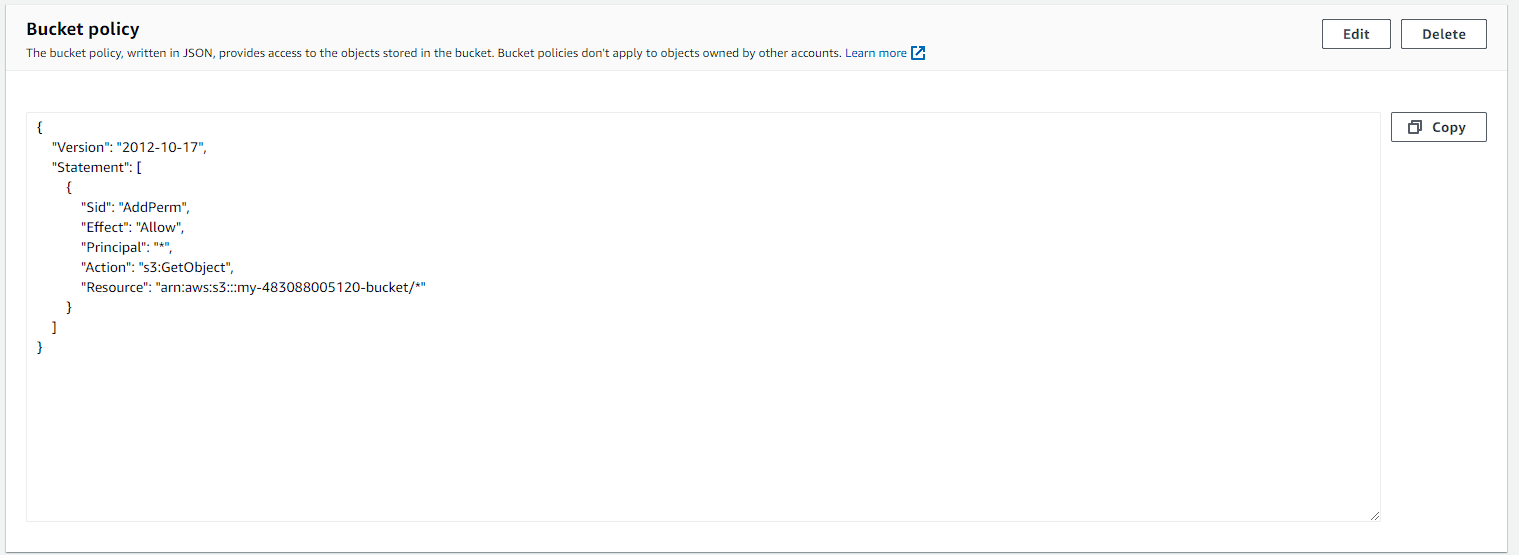 Bucket policy
Edit
Delete
The bucket policy, written in JSON, provides access to the objects stored in the bucket. Bucket policies don't apply to objects owned by other accounts. Learn more
Copy
{
"Version": "2012-10-17",
"Statement": [
{
"Sid": "AddPerm",
"Effect": "Allow",
"Principal": "*",
"Action": "s3:GetObject",
"Resource": "arn:aws:s3:::my-483088005120-bucket/*"
}
]
}